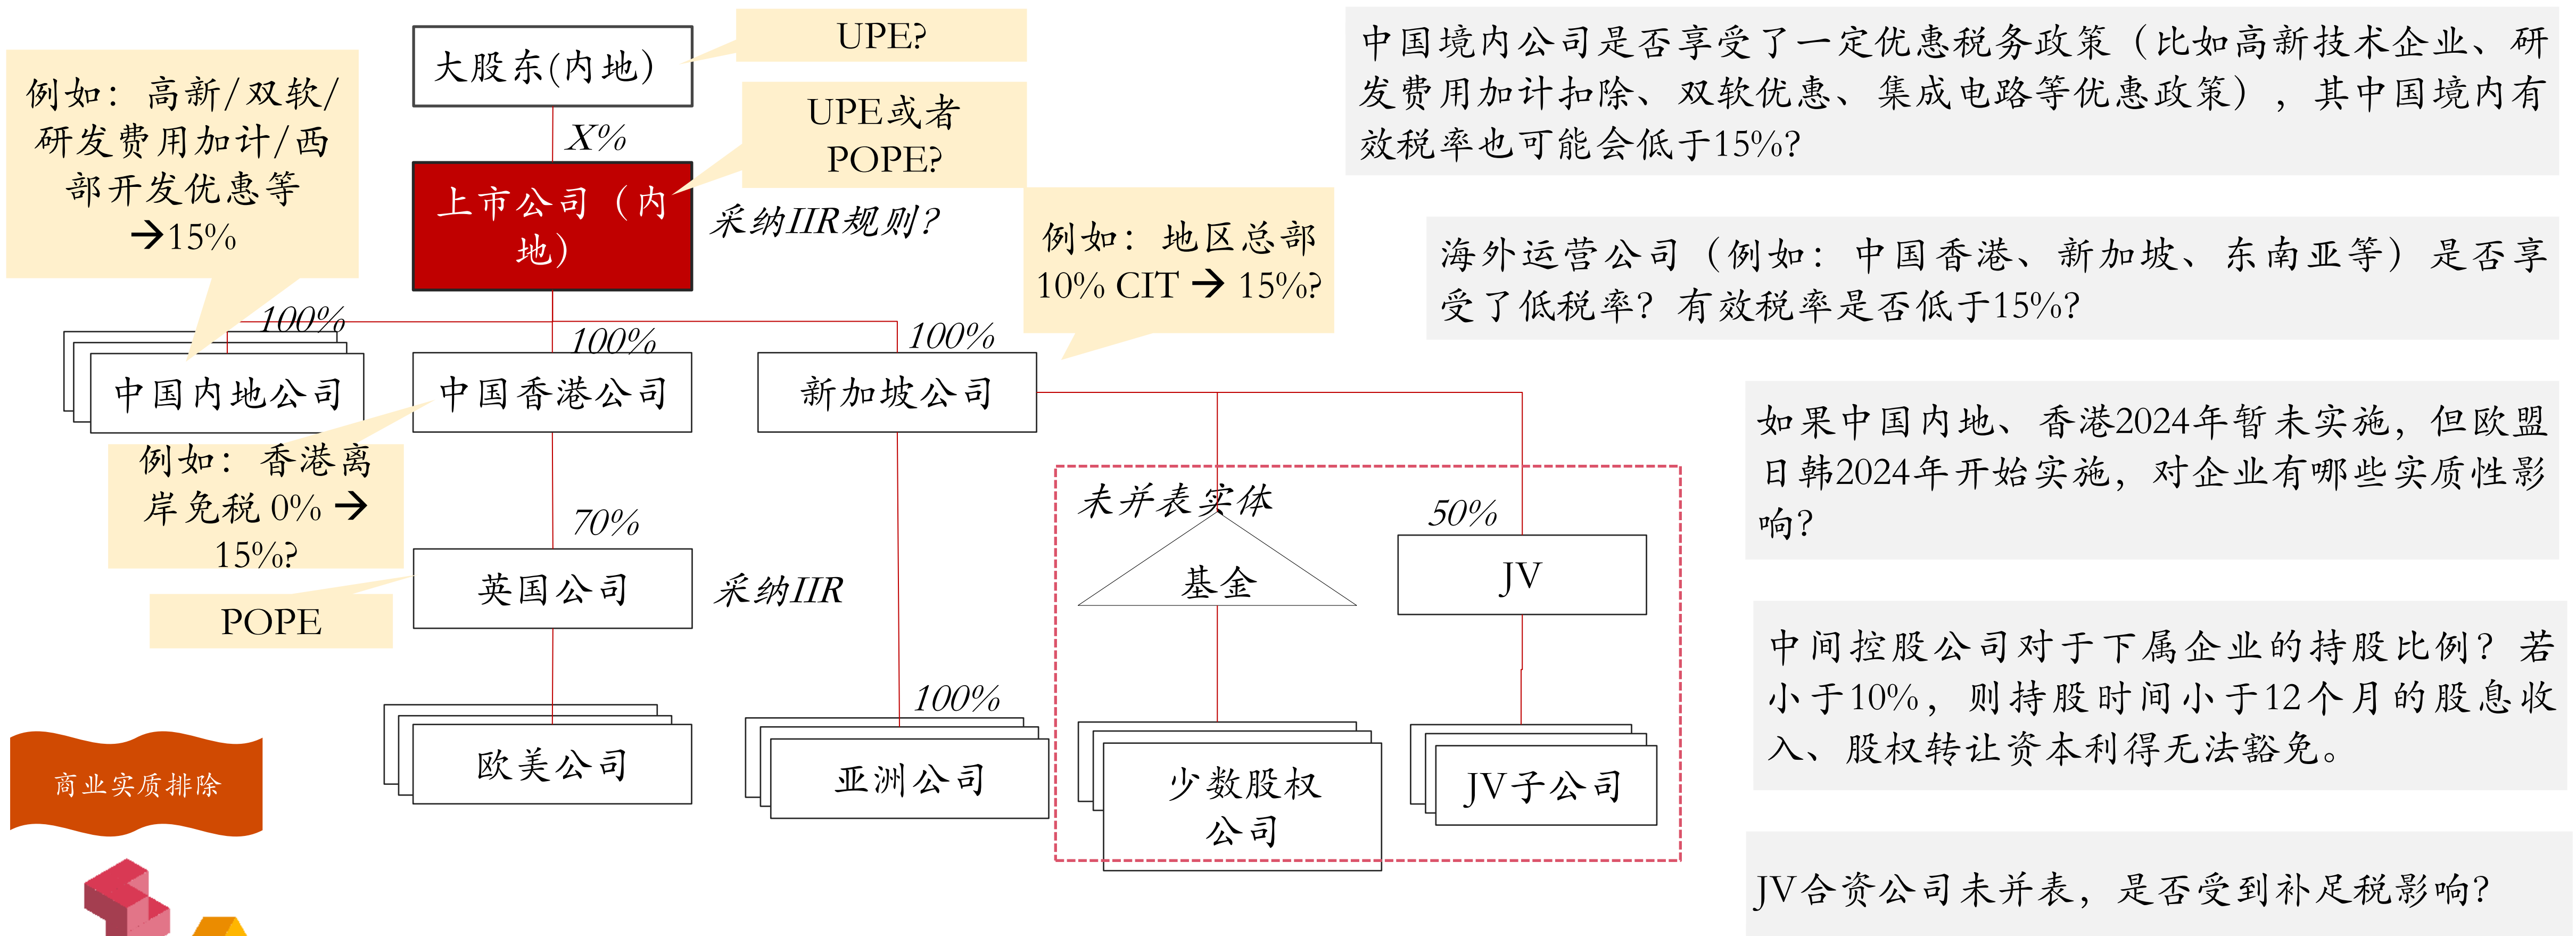 UPE?
大股东(内地)
例如：高新/双软/
研发费用加计/西
部开发优惠等
→15%
UPE或者
POPE?
X%
上市公司（内
地）
采纳IIR规则？
例如：地区总部
10% CIT → 15%?
100%
100%
100%
中国内地公司
中国香港公司
新加坡公司
例如：香港离
岸免税 0% →
15%?
70%
未并表实体
50%
英国公司
采纳IIR
POPE
基金
JV
100%
欧美公司
亚洲公司
少数股权
公司
JV子公司
商业实质排除
中国境内公司是否享受了一定优惠税务政策（比如高新技术企业、研
发费用加计扣除、双软优惠、集成电路等优惠政策），其中国境内有
效税率也可能会低于15%?
海外运营公司（例如：中国香港、新加坡、东南亚等）是否享
受了低税率？有效税率是否低于15%?
如果中国内地、香港2024年暂未实施，但欧盟
日韩2024年开始实施，对企业有哪些实质性影
响?
中间控股公司对于下属企业的持股比例？若
小于10%，则持股时间小于12个月的股息收
入、股权转让资本利得无法豁免。
JV合资公司未并表，是否受到补足税影响?